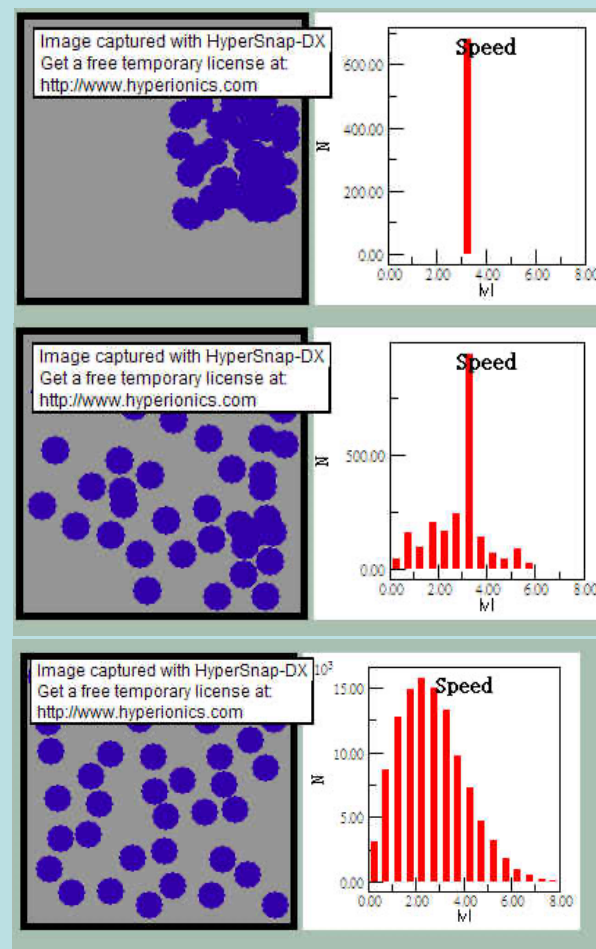 Image captured with HyperSnap-DX
Get a free temporary license at:
http://www.hyperionics.com
Speed
600.00
400.00
N
200.00
0.00
0.00 2.00 4.00 6.00 8.00
|v|
Image captured with HyperSnap-DX
Get a free temporary license at:
http://www.hyperionics.com
Speed
N
500.00
0.00
0.00 2.00 4.00 6.00 8.00
|v|
Image captured with HyperSnap-DX
Get a free temporary license at:
http://www.hyperionics.com
10³
Speed
15.00
N
10.00
5.00
0.00
0.00 2.00 4.00 6.00 8.00
|v|